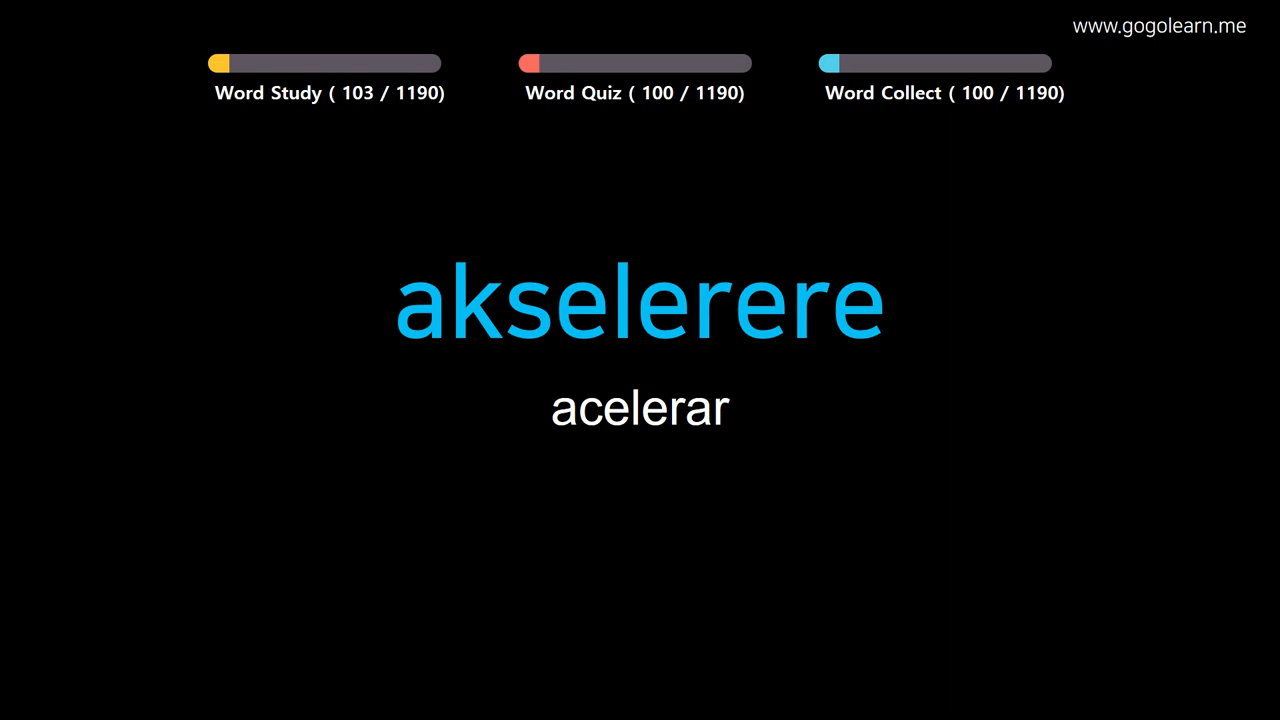 www.gogolearn.me
Word Study ( 103 / 1190)
Word Quiz ( 100 / 1190)
Word Collect ( 100 / 1190)
akselerere
acelerar